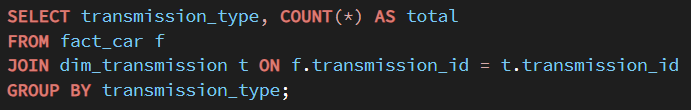 SELECT transmission_type, COUNT(*) AS total
FROM fact_car f
JOIN dim_transmission t ON f.transmission_id = t.transmission_id
GROUP BY transmission_type;